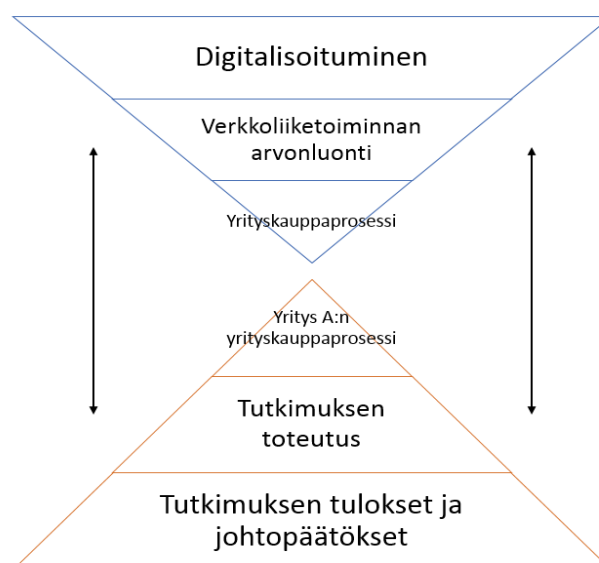 Digitalisoituminen
Verkkoliiketoiminnan
arvonluonti
Yrityskauppaprosessi
Yritys A:n
yrityskauppaprosessi
Tutkimuksen
toteutus
Tutkimuksen tulokset ja
johtopäätökset